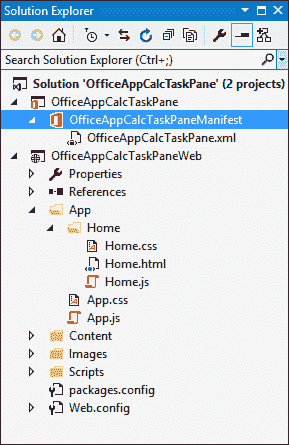 Solution Explorer
Search Solution Explorer (Ctrl+;)
Solution 'OfficeAppCalcTaskPane' (2 projects)
OfficeAppCalcTaskPane
OfficeAppCalcTaskPaneManifest
OfficeAppCalcTaskPane.xml
OfficeAppCalcTaskPaneWeb
Properties
References
App
Home
Home.css
Home.html
Home.js
App.css
App.js
Content
Images
Scripts
packages.config
Web.config